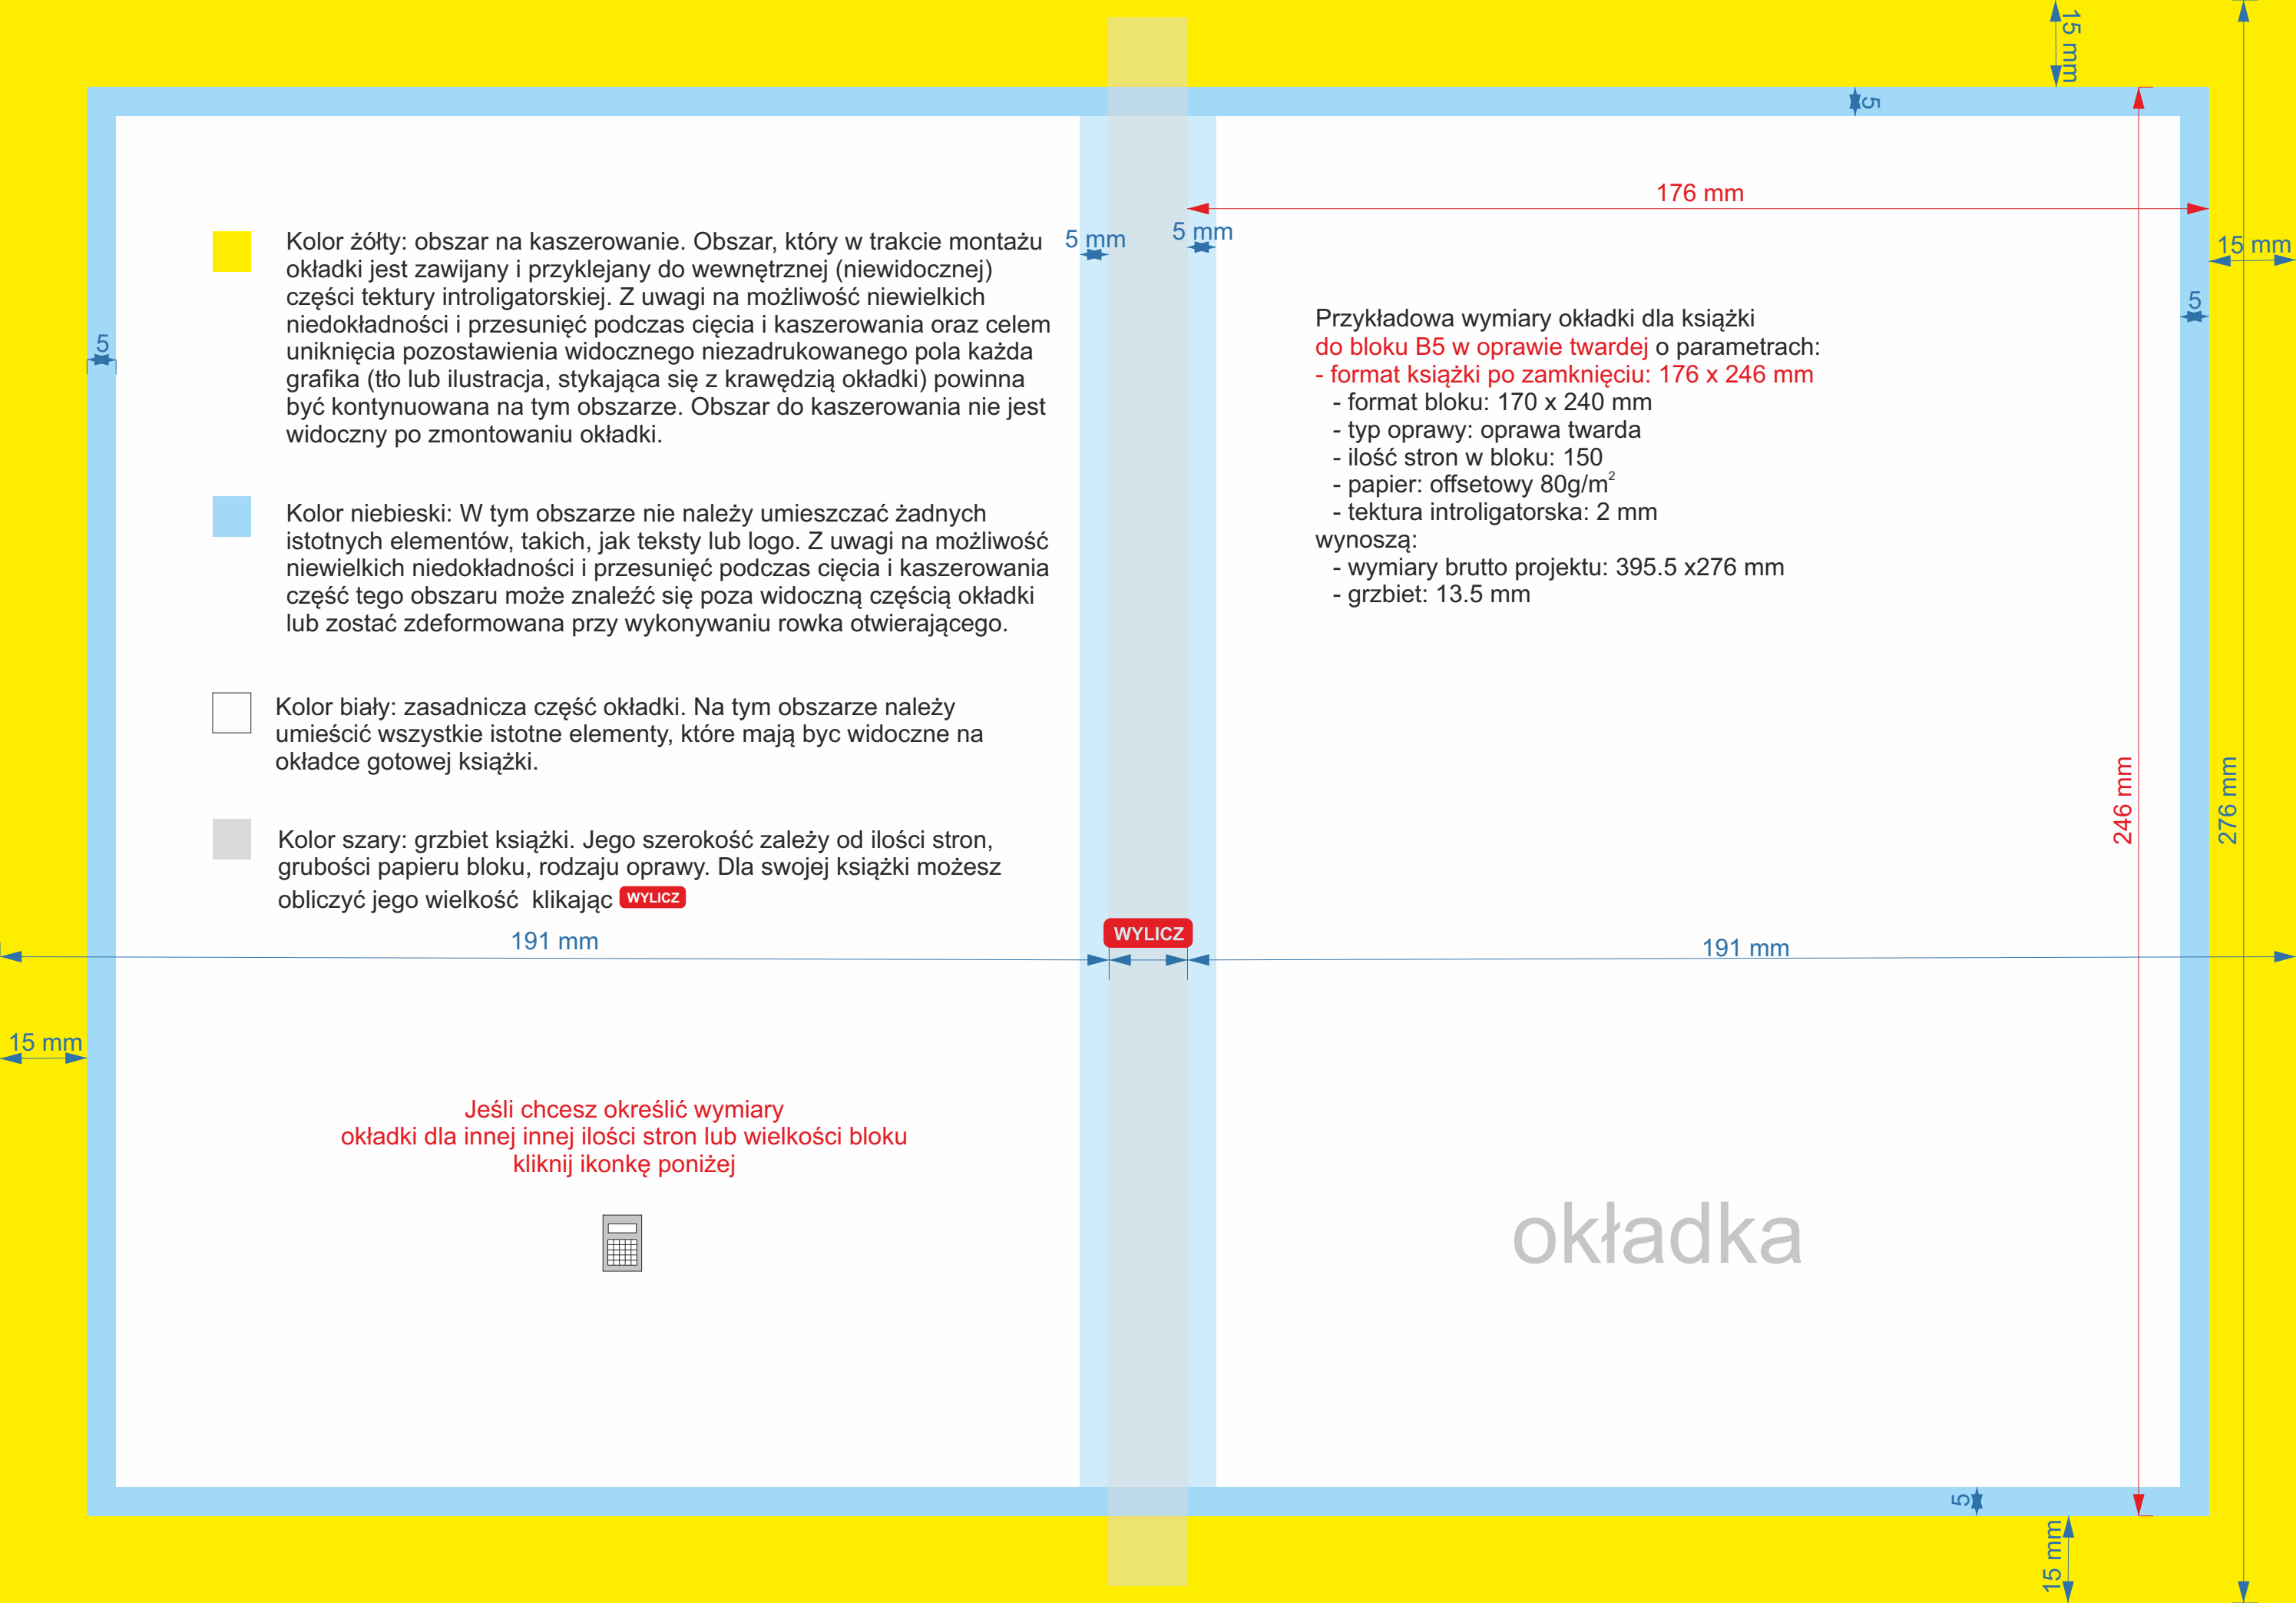 15 mm
5
176 mm
5 mm
5 mm
15 mm
5
5
Kolor żółty: obszar na kaszerowanie. Obszar, który w trakcie montażu
okładki jest zawijany i przyklejany do wewnętrznej (niewidocznej)
części tektury introligatorskiej. Z uwagi na możliwość niewielkich
niedokładności i przesunięć podczas cięcia i kaszerowania oraz celem
uniknięcia pozostawienia widocznego niezadrukowanego pola każda
grafika (tło lub ilustracja, stykająca się z krawędzią okładki) powinna
być kontynuowana na tym obszarze. Obszar do kaszerowania nie jest
widoczny po zmontowaniu okładki.
Kolor niebieski: W tym obszarze nie należy umieszczać żadnych
istotnych elementów, takich, jak teksty lub logo. Z uwagi na możliwość
niewielkich niedokładności i przesunięć podczas cięcia i kaszerowania
część tego obszaru może znaleźć się poza widoczną częścią okładki
lub zostać zdeformowana przy wykonywaniu rowka otwierającego.
Kolor biały: zasadnicza część okładki. Na tym obszarze należy
umieścić wszystkie istotne elementy, które mają byc widoczne na
okładce gotowej książki.
Kolor szary: grzbiet książki. Jego szerokość zależy od ilości stron,
grubości papieru bloku, rodzaju oprawy. Dla swojej książki możesz
obliczyć jego wielkość klikając WYLICZ
Przykładowa wymiary okładki dla książki
do bloku B5 w oprawie twardej o parametrach:
- format książki po zamknięciu: 176 x 246 mm
- format bloku: 170 x 240 mm
- typ oprawy: oprawa twarda
- ilość stron w bloku: 150
- papier: offsetowy 80g/m²
- tektura introligatorska: 2 mm
wynoszą:
- wymiary brutto projektu: 395.5 x276 mm
- grzbiet: 13.5 mm
246 mm
276 mm
191 mm
WYLICZ
191 mm
15 mm
Jeśli chcesz określić wymiary
okładki dla innej innej ilości stron lub wielkości bloku
kliknij ikonkę poniżej
okładka
5
15 mm